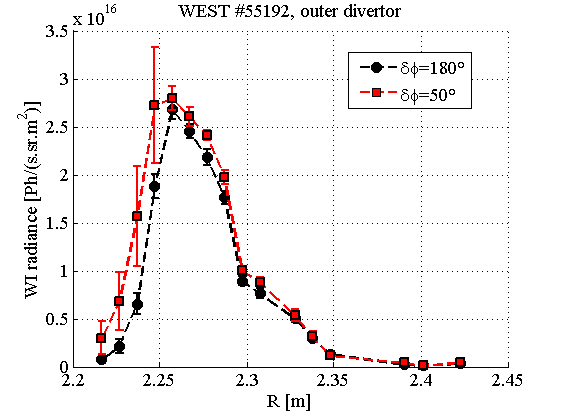 WEST #55192, outer divertor
x 10^16
3.5
3
2.5
2
1.5
1
0.5
0
2.2
2.25
2.3
2.35
2.4
2.45
WI radiance [Ph/(s.sr.m²)]
R [m]
δϕ=180°
δϕ=50°